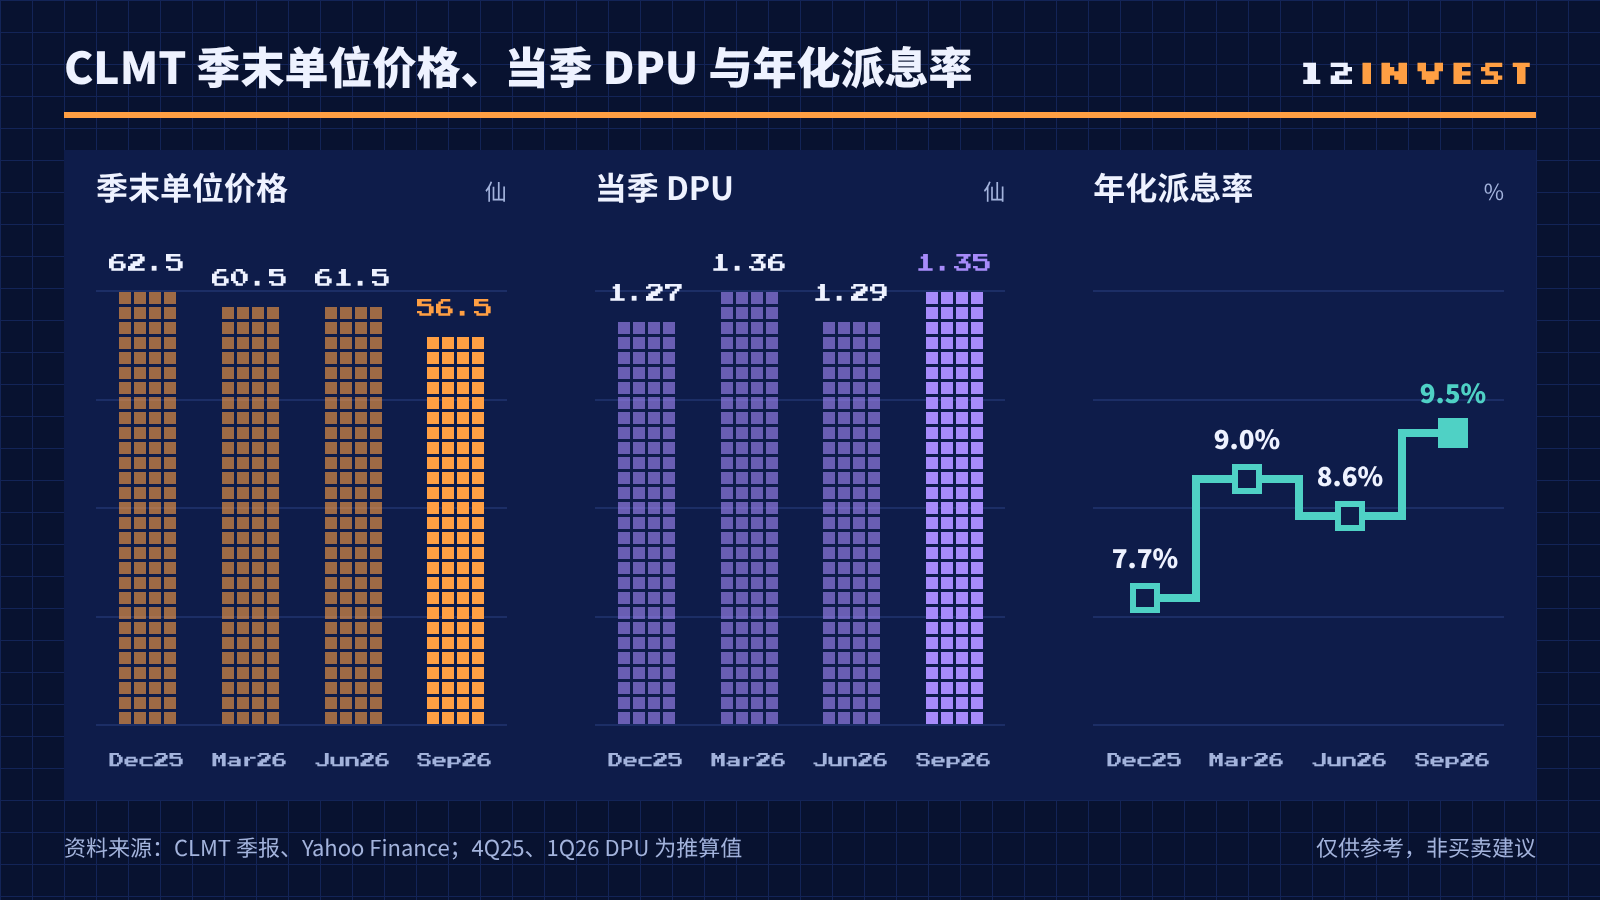 CLMT 季末单位价格、当季 DPU 与年化派息率
12INVEST
季末单位价格
仙
62.5
60.5
61.5
56.5
Dec25
Mar26
Jun26
Sep26
当季 DPU
仙
1.27
1.36
1.29
1.35
Dec25
Mar26
Jun26
Sep26
年化派息率
%
7.7%
9.0%
8.6%
9.5%
Dec25
Mar26
Jun26
Sep26
资料来源：CLMT 季报、Yahoo Finance；4Q25、1Q26 DPU 为推算值
仅供参考，非买卖建议